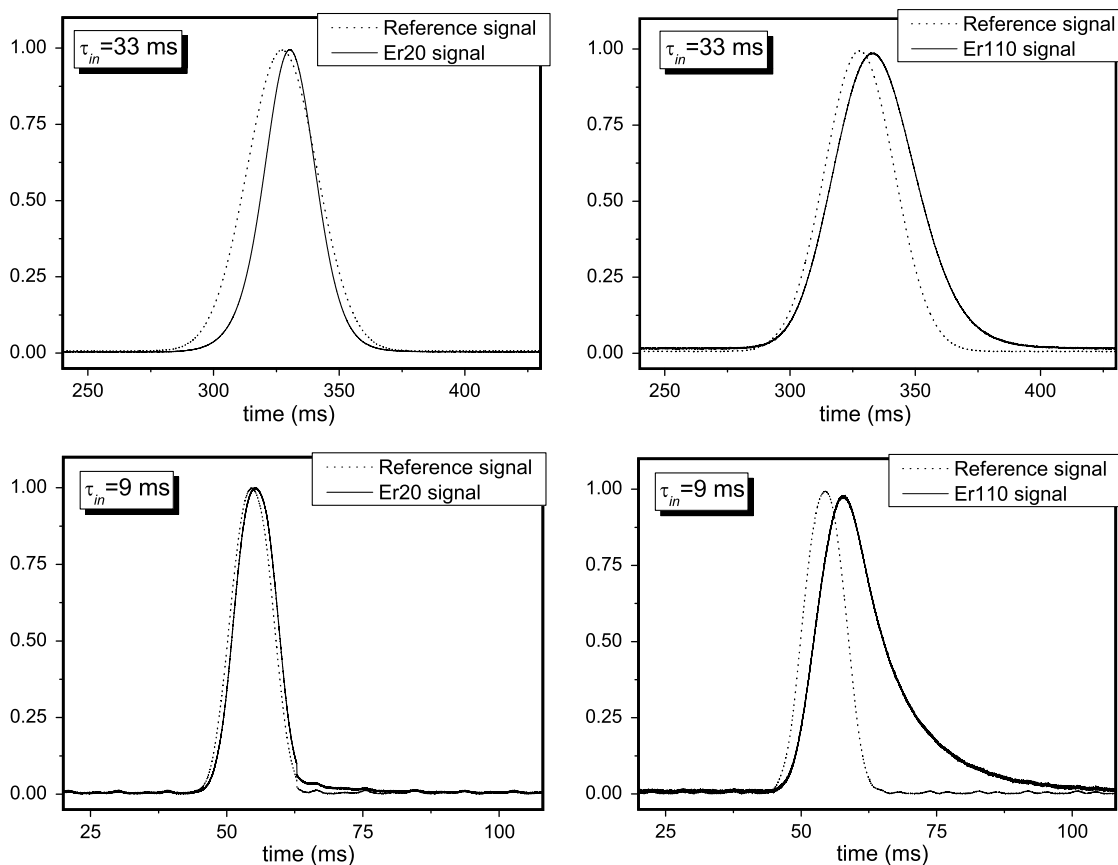 Reference signal
Er20 signal
τin=33 ms
1.00
0.75
0.50
0.25
0.00
250 300 350 400
time (ms)
Reference signal
Er110 signal
τin=33 ms
1.00
0.75
0.50
0.25
0.00
250 300 350 400
time (ms)
Reference signal
Er20 signal
τin=9 ms
1.00
0.75
0.50
0.25
0.00
25 50 75 100
time (ms)
Reference signal
Er110 signal
τin=9 ms
1.00
0.75
0.50
0.25
0.00
25 50 75 100
time (ms)